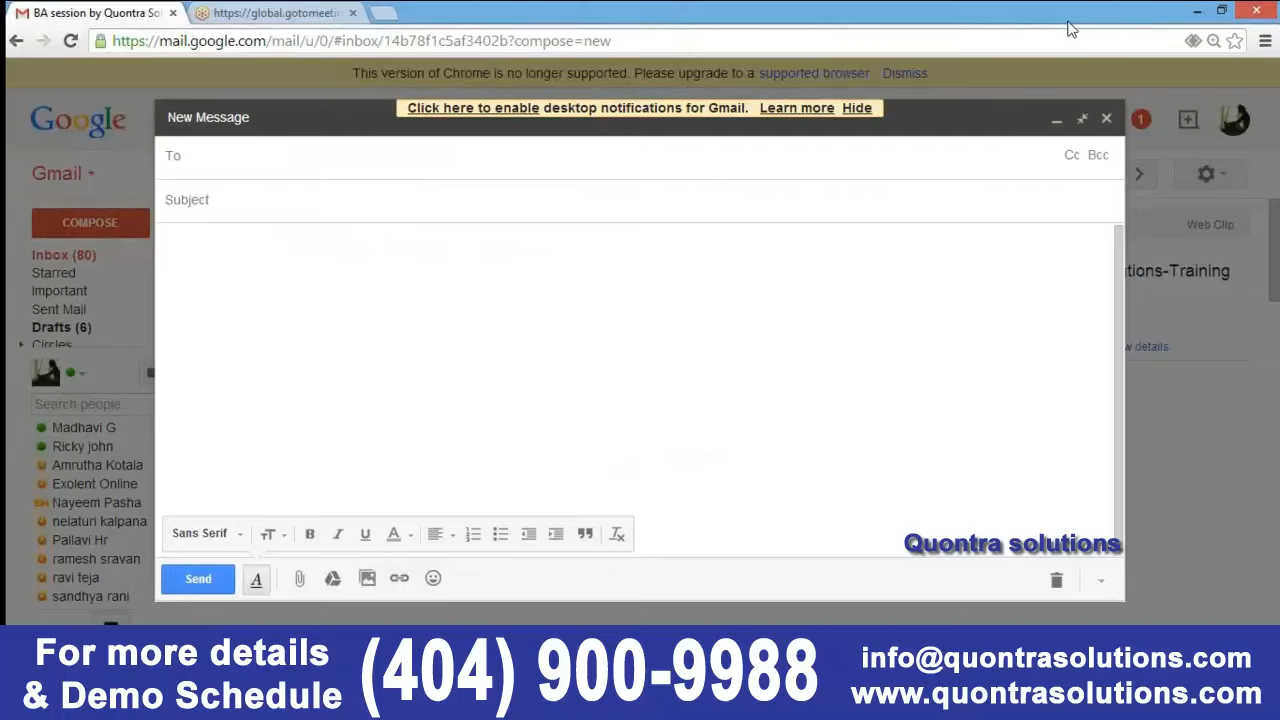 BA session by Quontra So
https://global.gotomeeti
https://mail.google.com/mail/u/0/#inbox/14b78f1c5af3402b?compose=new
This version of Chrome is no longer supported. Please upgrade to a supported browser Dismiss
Click here to enable desktop notifications for Gmail. Learn more Hide
Google
New Message
1
To
Cc Bcc
Gmail
Subject
COMPOSE
Web Clip
Inbox (80)
Starred
tions-Training
Important
Sent Mail
Drafts (6)
Circles
w details
Search people
Madhavi G
Ricky john
Amrutha Kotala
Exolent Online
Nayeem Pasha
nelaturi kalpana
Pallavi Hr
ramesh sravan
ravi teja
sandhya rani
Sans Serif
Quontra solutions
Send
For more details
& Demo Schedule
(404) 900-9988
info@quontrasolutions.com
www.quontrasolutions.com